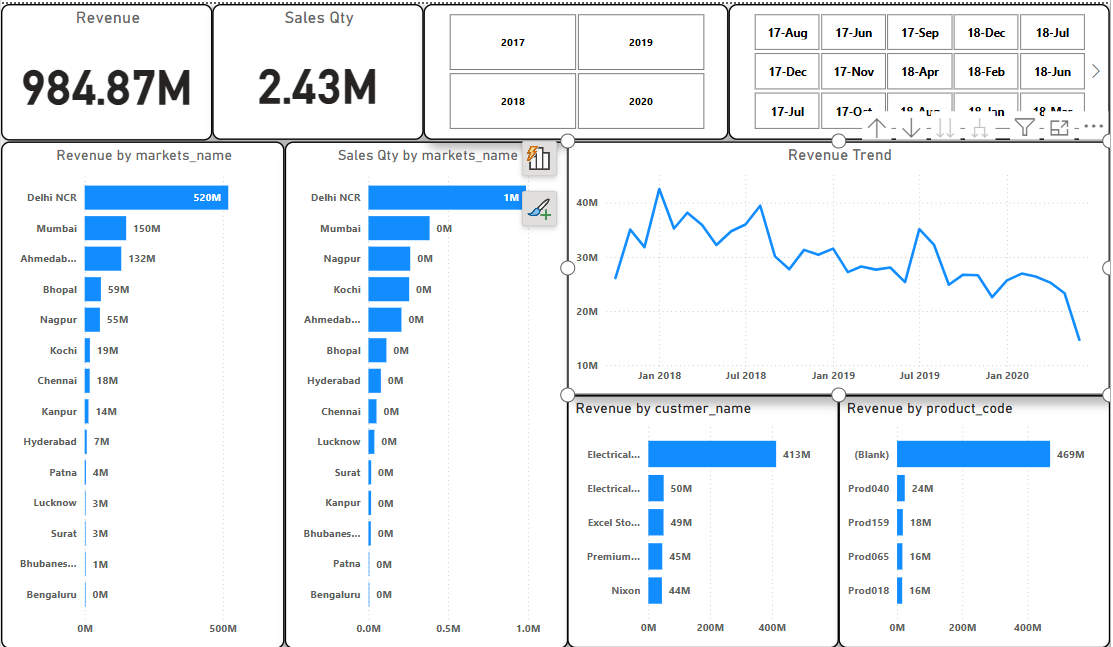 Revenue
984.87M
Sales Qty
2.43M
2017
2019
2018
2020
17-Aug
17-Jun
17-Sep
18-Dec
18-Jul
17-Dec
17-Nov
18-Apr
18-Feb
18-Jun
17-Jul
17-Oct
18-Aug
18-Jan
18-Mar
Revenue by markets_name
Delhi NCR 520M
Mumbai 150M
Ahmedab... 132M
Bhopal 59M
Nagpur 55M
Kochi 19M
Chennai 18M
Kanpur 14M
Hyderabad 7M
Patna 4M
Lucknow 3M
Surat 3M
Bhubanes... 1M
Bengaluru 0M
0M 500M
Sales Qty by markets_name
Delhi NCR 1M
Mumbai 0M
Nagpur 0M
Kochi 0M
Ahmedab... 0M
Bhopal 0M
Hyderabad 0M
Chennai 0M
Lucknow 0M
Surat 0M
Kanpur 0M
Bhubanes... 0M
Patna 0M
Bengaluru 0M
0.0M 0.5M 1.0M
Revenue Trend
40M
30M
20M
10M
Jan 2018 Jul 2018 Jan 2019 Jul 2019 Jan 2020
Revenue by custmer_name
Electrical... 413M
Electrical... 50M
Excel Sto... 49M
Premium... 45M
Nixon 44M
0M 200M 400M
Revenue by product_code
(Blank) 469M
Prod040 24M
Prod159 18M
Prod065 16M
Prod018 16M
0M 200M 400M